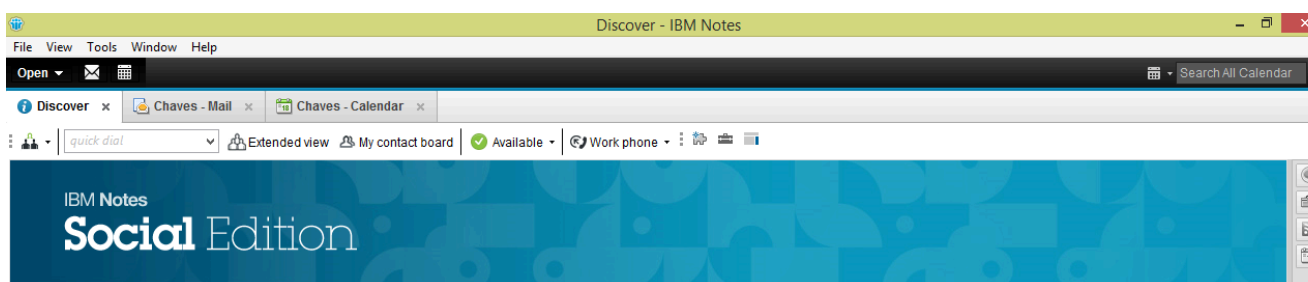 Discover - IBM Notes
File View Tools Window Help
Open Search All Calendar
Discover Chaves - Mail Chaves - Calendar
quick dial Extended view My contact board Available Work phone
IBM Notes
Social Edition